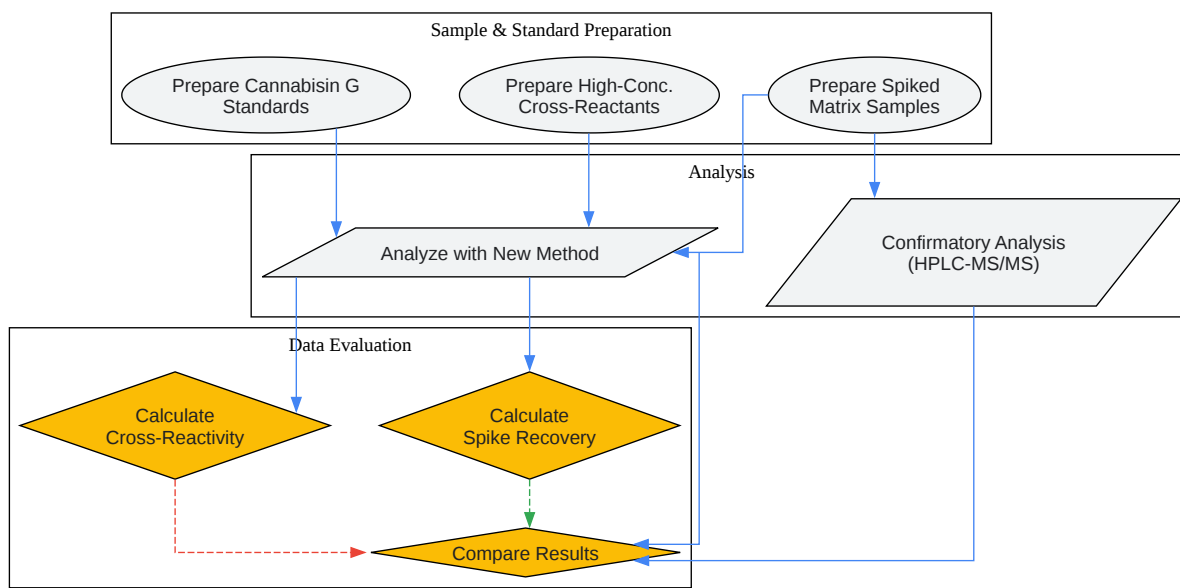 Sample & Standard Preparation
Prepare Cannabisin G
Standards
Prepare High-Conc.
Cross-Reactants
Prepare Spiked
Matrix Samples
Analysis
Analyze with New Method
Confirmatory Analysis
(HPLC-MS/MS)
Data Evaluation
Calculate
Cross-Reactivity
Calculate
Spike Recovery
Compare Results